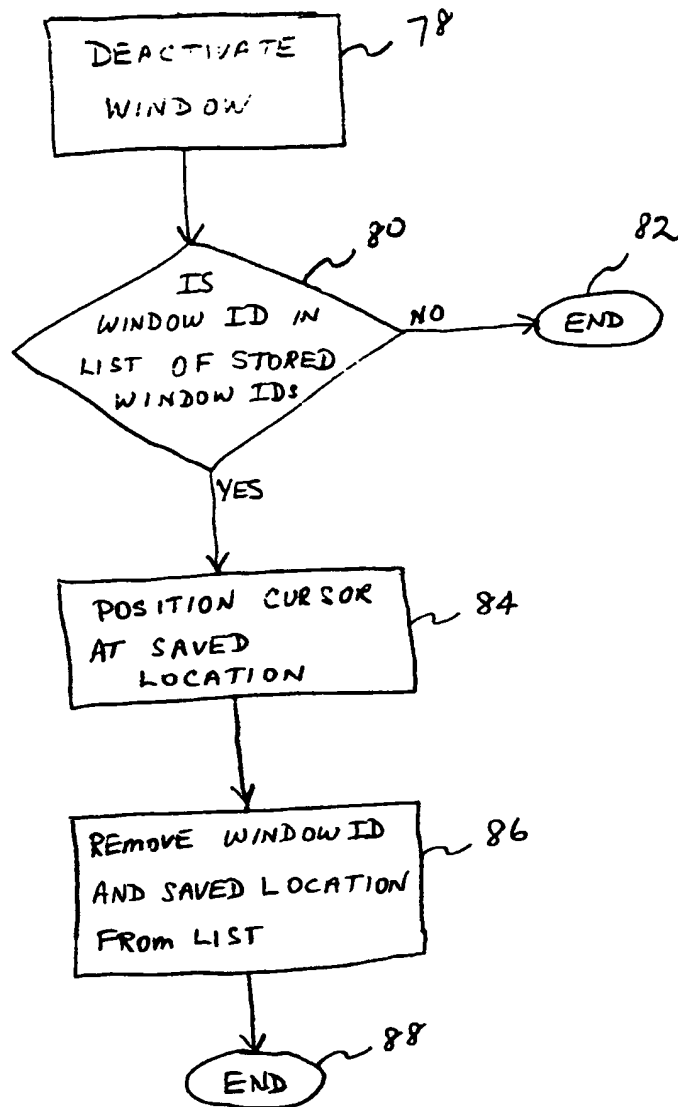 78
DEACTIVATE
WINDOW
80
82
IS
WINDOW ID IN
LIST OF STORED
WINDOW IDs
NO
END
YES
POSITION CURSOR
AT SAVED
LOCATION
84
REMOVE WINDOW ID
AND SAVED LOCATION
FROM LIST
86
88
END